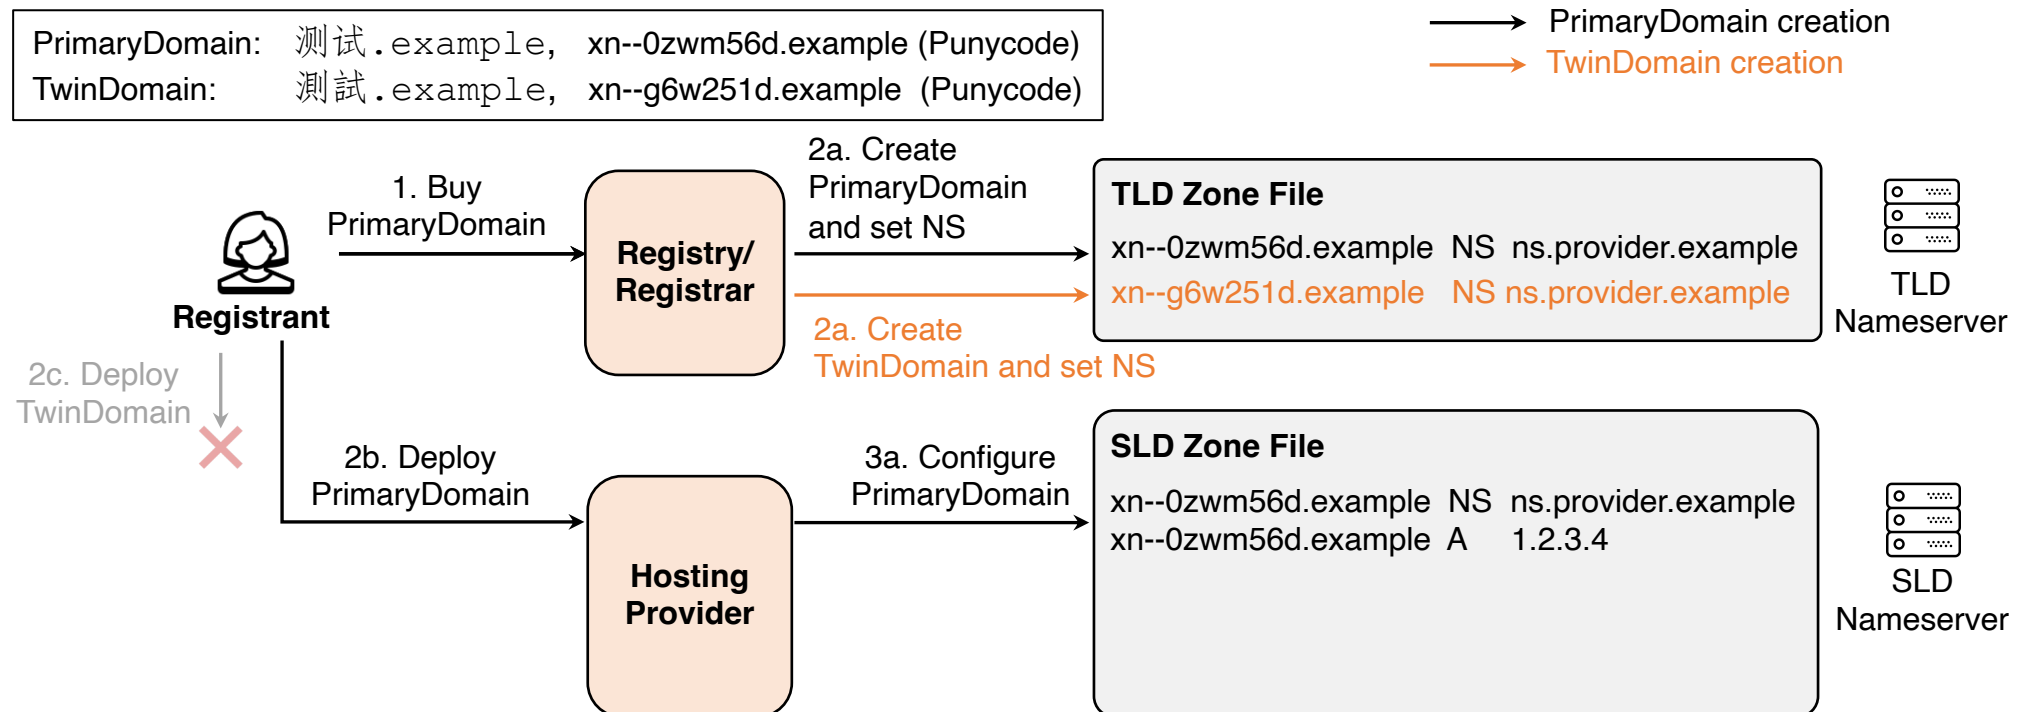 PrimaryDomain: 测试.example, xn--0zwm56d.example (Punycode)
TwinDomain: 測試.example, xn--g6w251d.example (Punycode)
PrimaryDomain creation
TwinDomain creation
1. Buy
PrimaryDomain
2a. Create
PrimaryDomain
and set NS
Registry/
Registrar
Registrant
TLD Zone File
xn--0zwm56d.example NS ns.provider.example
xn--g6w251d.example NS ns.provider.example
TLD
Nameserver
2a. Create
TwinDomain and set NS
2c. Deploy
TwinDomain
2b. Deploy
PrimaryDomain
Hosting
Provider
3a. Configure
PrimaryDomain
SLD Zone File
xn--0zwm56d.example NS ns.provider.example
xn--0zwm56d.example A 1.2.3.4
SLD
Nameserver